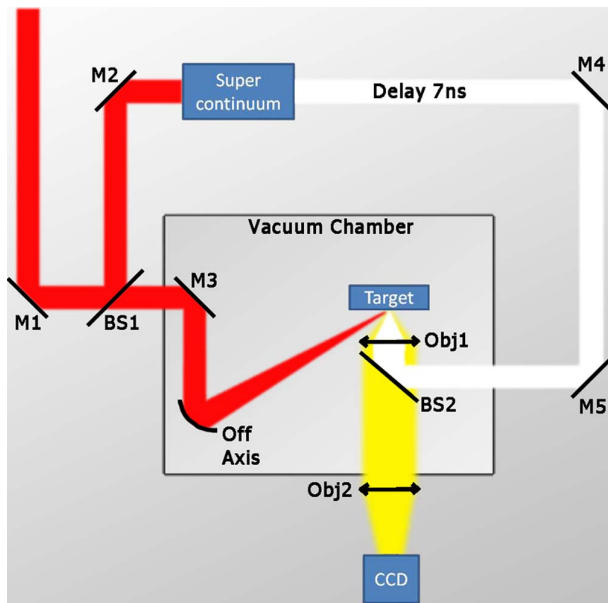 M2
Super
continuum
Delay 7ns
M4
Vacuum Chamber
M3
Target
M1
BS1
Obj1
BS2
M5
Off
Axis
Obj2
CCD